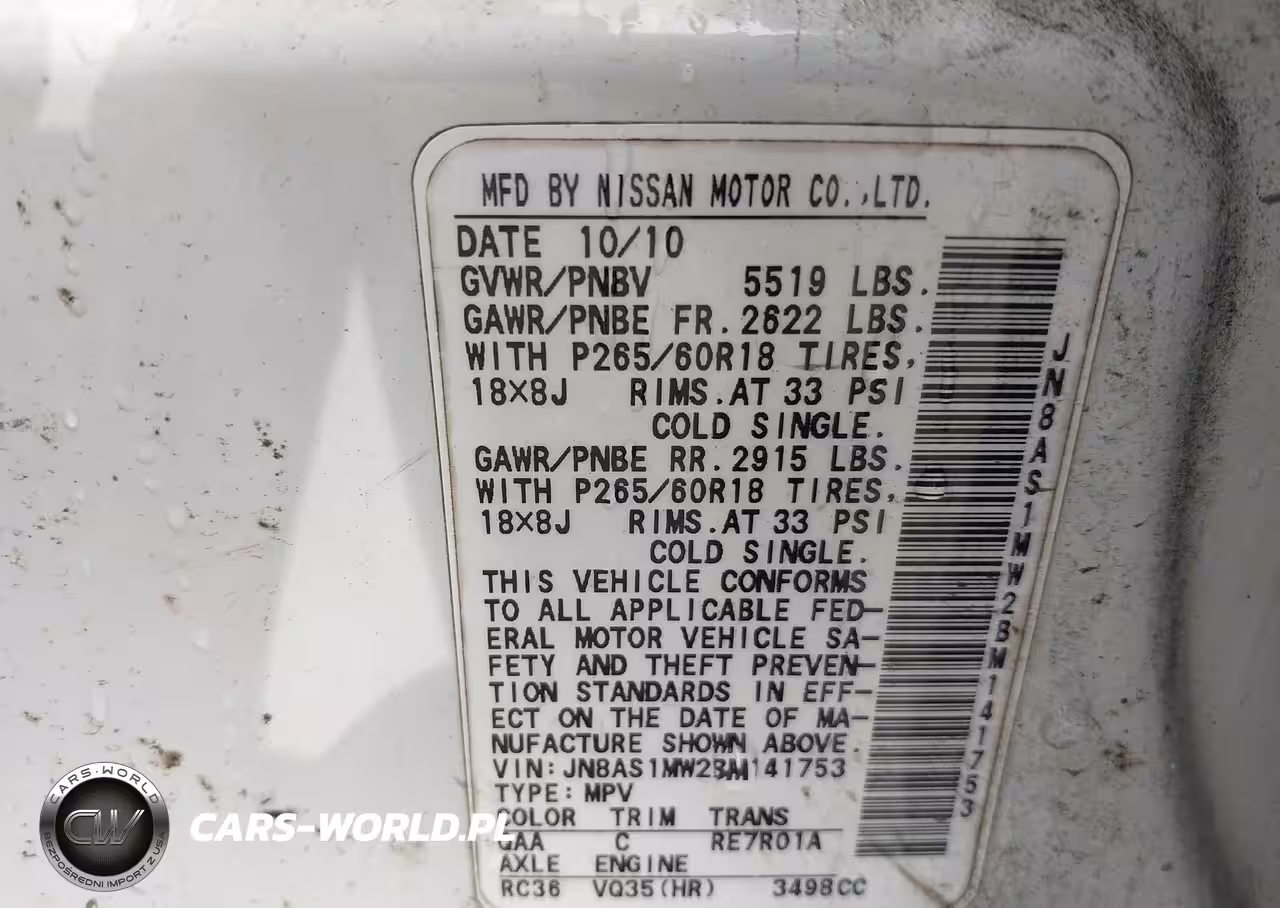 MFD BY NISSAN MOTOR CO.,LTD.
DATE 10/10
GVWR/PNBV 5519 LBS.
GAWR/PNBE FR.2622 LBS.
WITH P265/60R18 TIRES,
18×8J RIMS.AT 33 PSI
COLD SINGLE.
GAWR/PNBE RR.2915 LBS.
WITH P265/60R18 TIRES,
18×8J RIMS.AT 33 PSI
COLD SINGLE.
THIS VEHICLE CONFORMS
TO ALL APPLICABLE FED-
ERAL MOTOR VEHICLE SA-
FETY AND THEFT PREVEN-
TION STANDARDS IN EFF-
ECT ON THE DATE OF MA-
NUFACTURE SHOWN ABOVE.
VIN:JN8AS1MW2BM141753
TYPE:MPV
COLOR TRIM TRANS
QAA C RE7R01A
AXLE ENGINE
RC36 VQ35(HR) 3498CC
JN8AS1MW2BM141753
CARS-WORLD
CW
BEZPOŚREDNI IMPORT Z USA
CARS-WORLD.PL